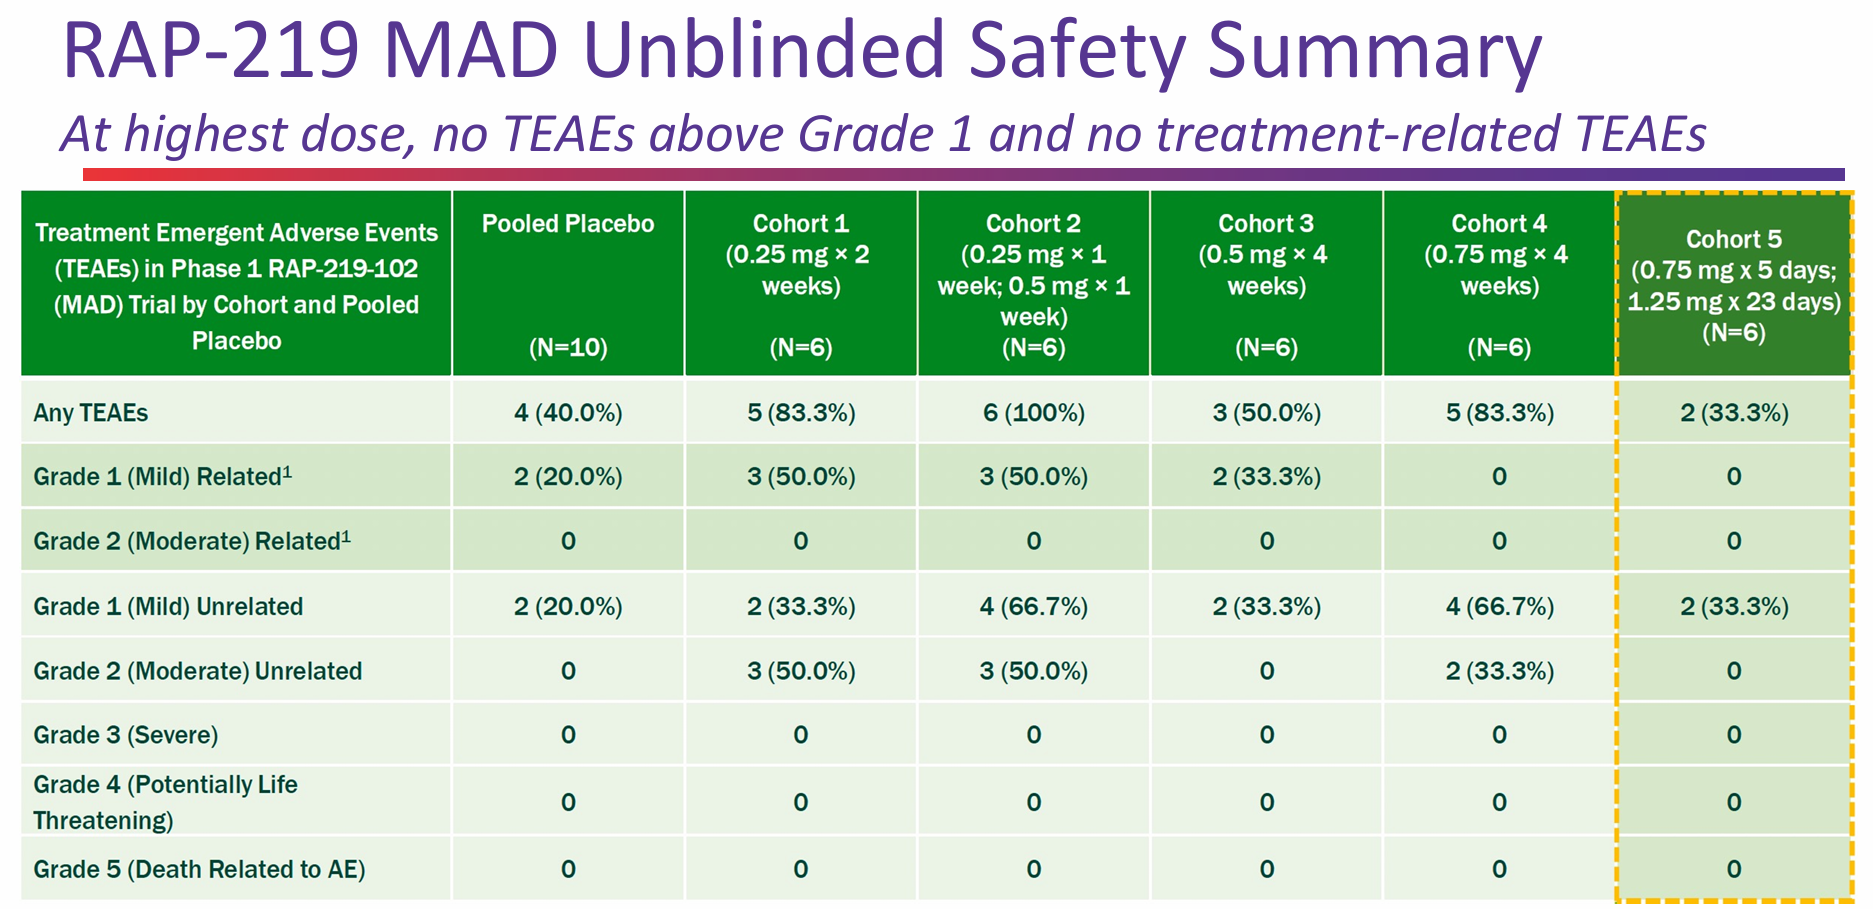 RAP-219 MAD Unblinded Safety Summary
At highest dose, no TEAEs above Grade 1 and no treatment-related TEAEs
Treatment Emergent Adverse Events
(TEAEs) in Phase 1 RAP-219-102
(MAD) Trial by Cohort and Pooled
Placebo
Pooled Placebo
(N=10)
Cohort 1
(0.25 mg × 2
weeks)
(N=6)
Cohort 2
(0.25 mg × 1
week; 0.5 mg × 1
week)
(N=6)
Cohort 3
(0.5 mg × 4
weeks)
(N=6)
Cohort 4
(0.75 mg × 4
weeks)
(N=6)
Cohort 5
(0.75 mg x 5 days;
1.25 mg x 23 days)
(N=6)
Any TEAEs 4 (40.0%) 5 (83.3%) 6 (100%) 3 (50.0%) 5 (83.3%) 2 (33.3%)
Grade 1 (Mild) Related¹ 2 (20.0%) 3 (50.0%) 3 (50.0%) 2 (33.3%) 0 0
Grade 2 (Moderate) Related¹ 0 0 0 0 0 0
Grade 1 (Mild) Unrelated 2 (20.0%) 2 (33.3%) 4 (66.7%) 2 (33.3%) 4 (66.7%) 2 (33.3%)
Grade 2 (Moderate) Unrelated 0 3 (50.0%) 3 (50.0%) 0 2 (33.3%) 0
Grade 3 (Severe) 0 0 0 0 0 0
Grade 4 (Potentially Life
Threatening) 0 0 0 0 0 0
Grade 5 (Death Related to AE) 0 0 0 0 0 0